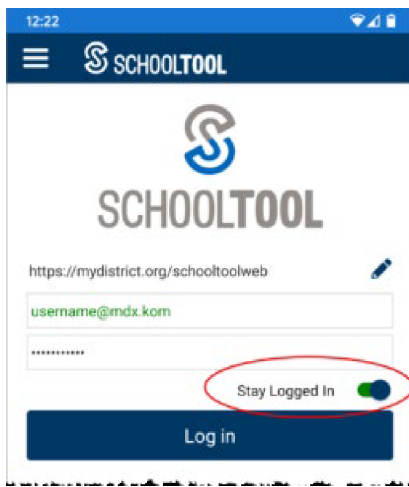 12:22
SCHOOLTOOL
SCHOOLTOOL
https://mydistrict.org/schooltoolweb
username@mdx.kom
...........
Stay Logged In
Log in